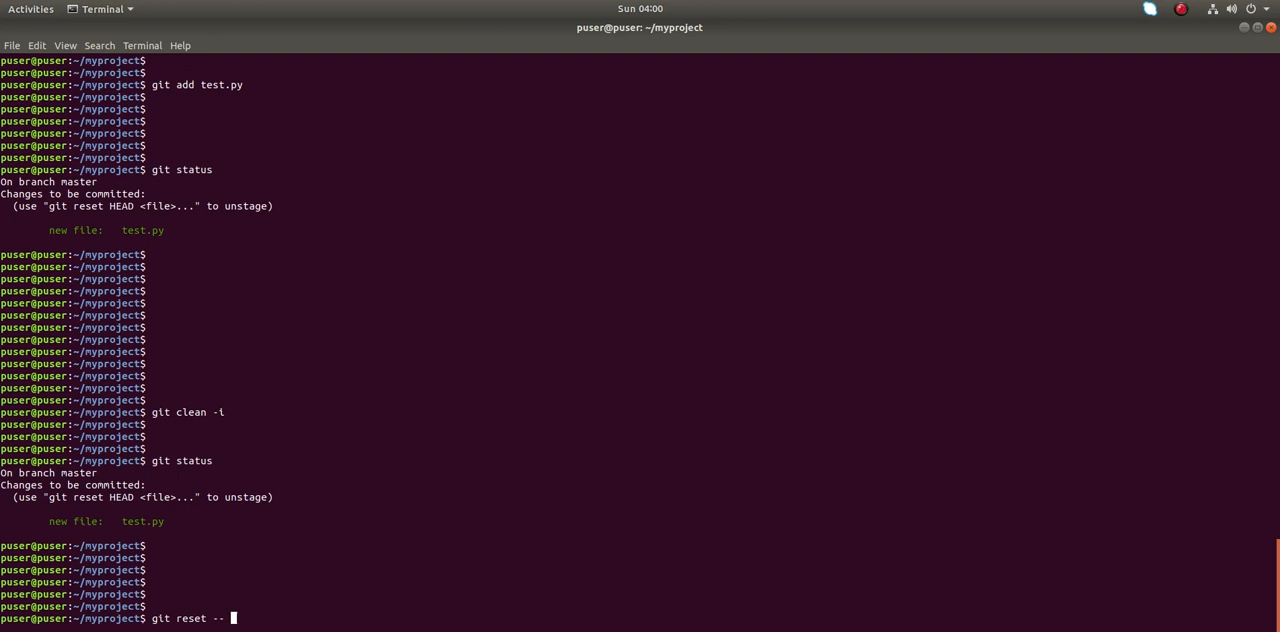 Activities Terminal Sun 04:00
puser@puser: ~/myproject
File Edit View Search Terminal Help
puser@puser:~/myproject$
puser@puser:~/myproject$
puser@puser:~/myproject$ git add test.py
puser@puser:~/myproject$
puser@puser:~/myproject$
puser@puser:~/myproject$
puser@puser:~/myproject$
puser@puser:~/myproject$
puser@puser:~/myproject$
puser@puser:~/myproject$ git status
On branch master
Changes to be committed:
  (use "git reset HEAD <file>..." to unstage)
        new file:   test.py
puser@puser:~/myproject$
puser@puser:~/myproject$
puser@puser:~/myproject$
puser@puser:~/myproject$
puser@puser:~/myproject$
puser@puser:~/myproject$
puser@puser:~/myproject$
puser@puser:~/myproject$
puser@puser:~/myproject$
puser@puser:~/myproject$
puser@puser:~/myproject$
puser@puser:~/myproject$
puser@puser:~/myproject$
puser@puser:~/myproject$ git clean -i
puser@puser:~/myproject$
puser@puser:~/myproject$
puser@puser:~/myproject$
puser@puser:~/myproject$ git status
On branch master
Changes to be committed:
  (use "git reset HEAD <file>..." to unstage)
        new file:   test.py
puser@puser:~/myproject$
puser@puser:~/myproject$
puser@puser:~/myproject$
puser@puser:~/myproject$
puser@puser:~/myproject$
puser@puser:~/myproject$
puser@puser:~/myproject$ git reset --